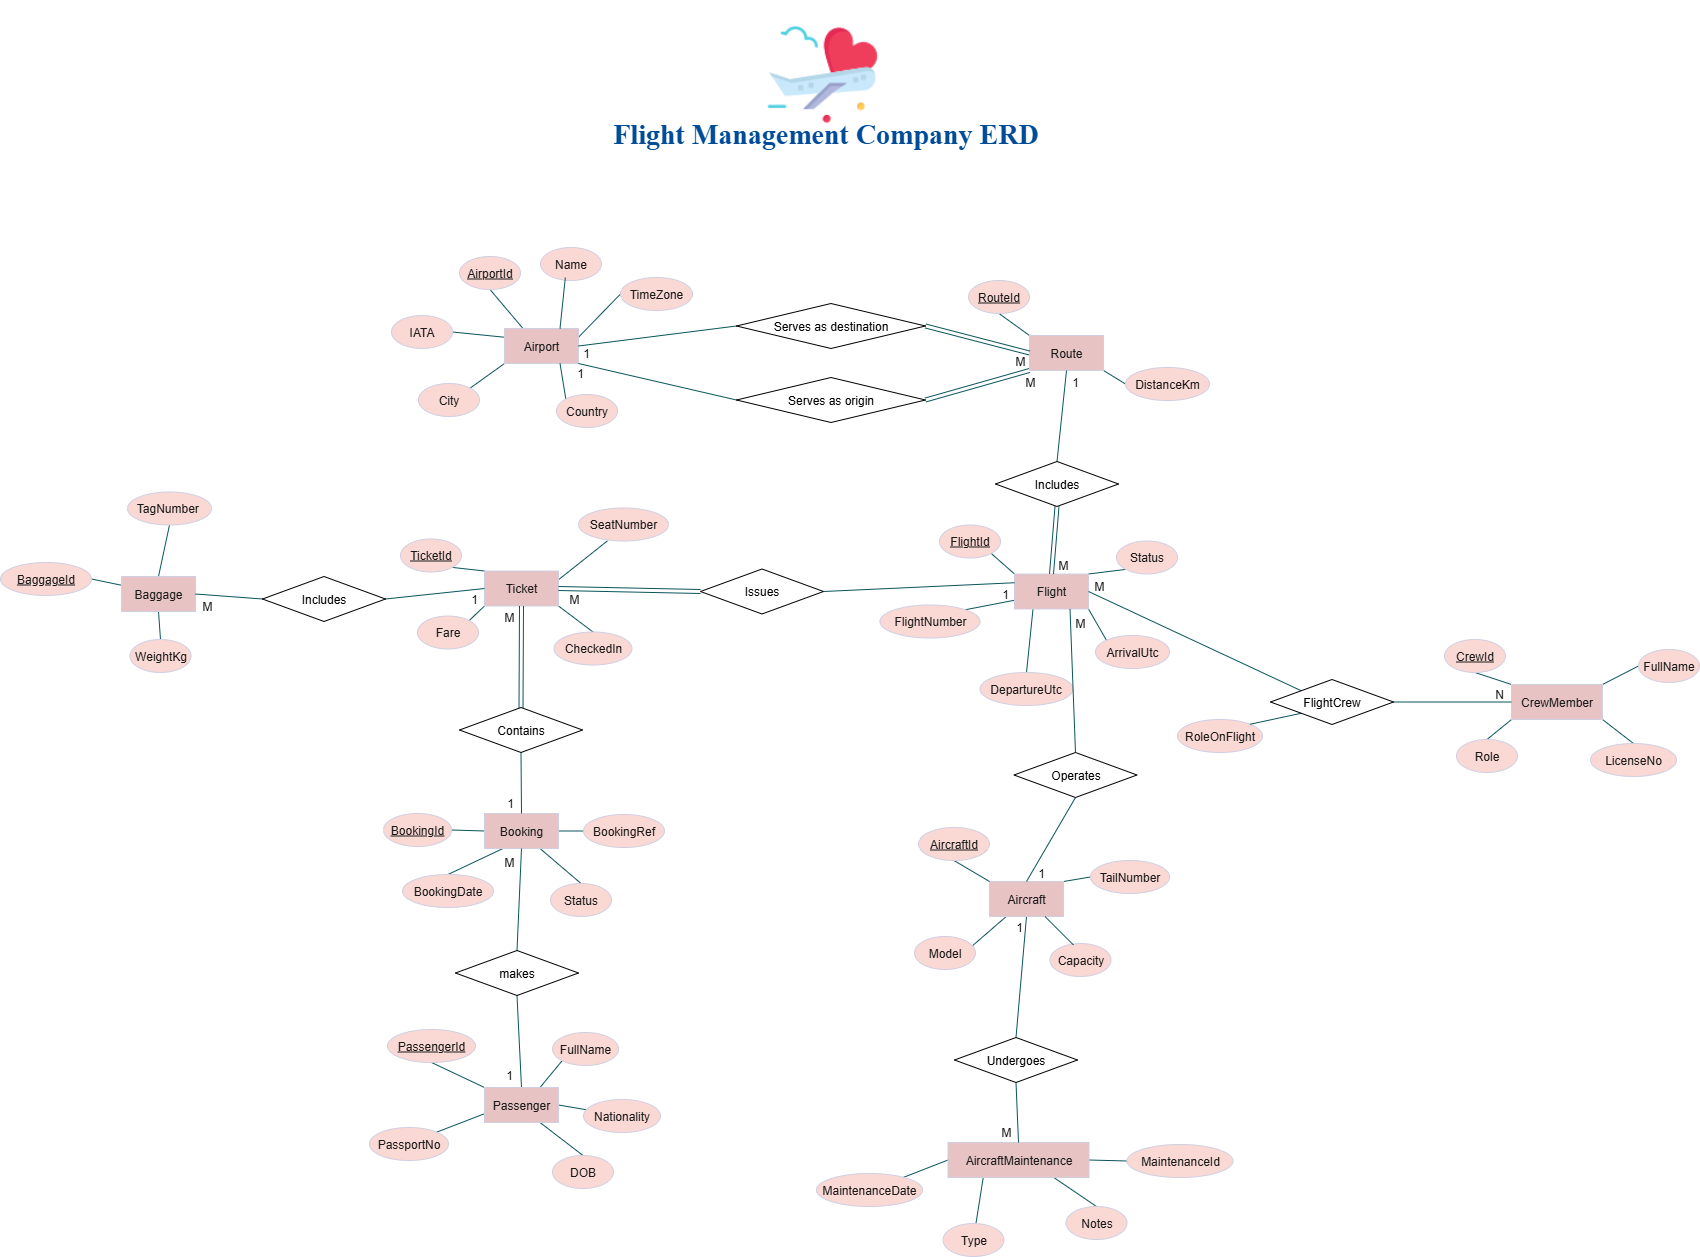 Flight Management Company ERD
Name
AirportId
TimeZone
RouteId
IATA
Serves as destination
Airport
1
Route
M
1
M
1
DistanceKm
City
Serves as origin
Country
Includes
TagNumber
SeatNumber
FlightId
TicketId
Status
M
BaggageId
Baggage
M
Includes
1
Ticket
M
M
Issues
1
Flight
M
M
Fare
CheckedIn
FlightNumber
ArrivalUtc
WeightKg
DepartureUtc
CrewId
FullName
N
FlightCrew
CrewMember
RoleOnFlight
Role
LicenseNo
Contains
Operates
1
BookingId
Booking
BookingRef
M
AircraftId
1
TailNumber
BookingDate
Status
Aircraft
1
Model
Capacity
makes
PassengerId
FullName
1
Passenger
Nationality
PassportNo
DOB
Undergoes
M
AircraftMaintenance
MaintenanceId
MaintenanceDate
Type
Notes